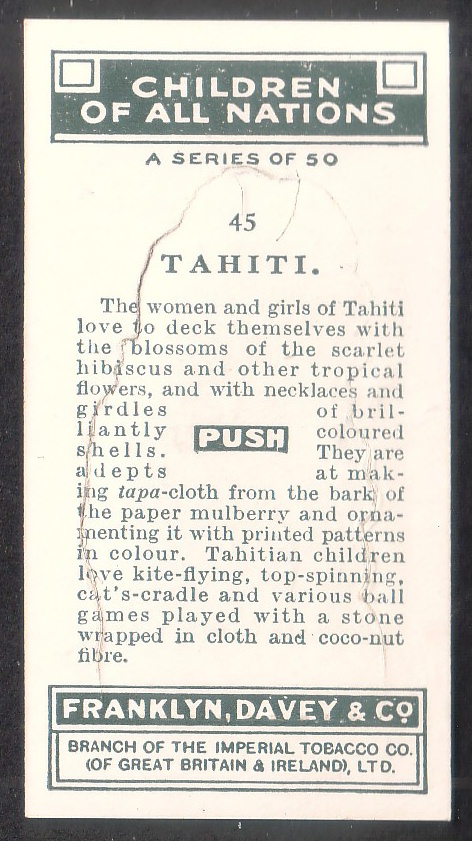 CHILDREN
OF ALL NATIONS
A SERIES OF 50
45
TAHITI.
The women and girls of Tahiti
love to deck themselves with
the blossoms of the scarlet
hibiscus and other tropical
flowers, and with necklaces and
girdles of bril-
liantly PUSH coloured
shells. They are
adepts at mak-
ing tapa-cloth from the bark of
the paper mulberry and orna-
menting it with printed patterns
in colour. Tahitian children
love kite-flying, top-spinning,
cat's-cradle and various ball
games played with a stone
wrapped in cloth and coco-nut
fibre.
FRANKLYN, DAVEY & CO.
BRANCH OF THE IMPERIAL TOBACCO CO.
(OF GREAT BRITAIN & IRELAND), LTD.